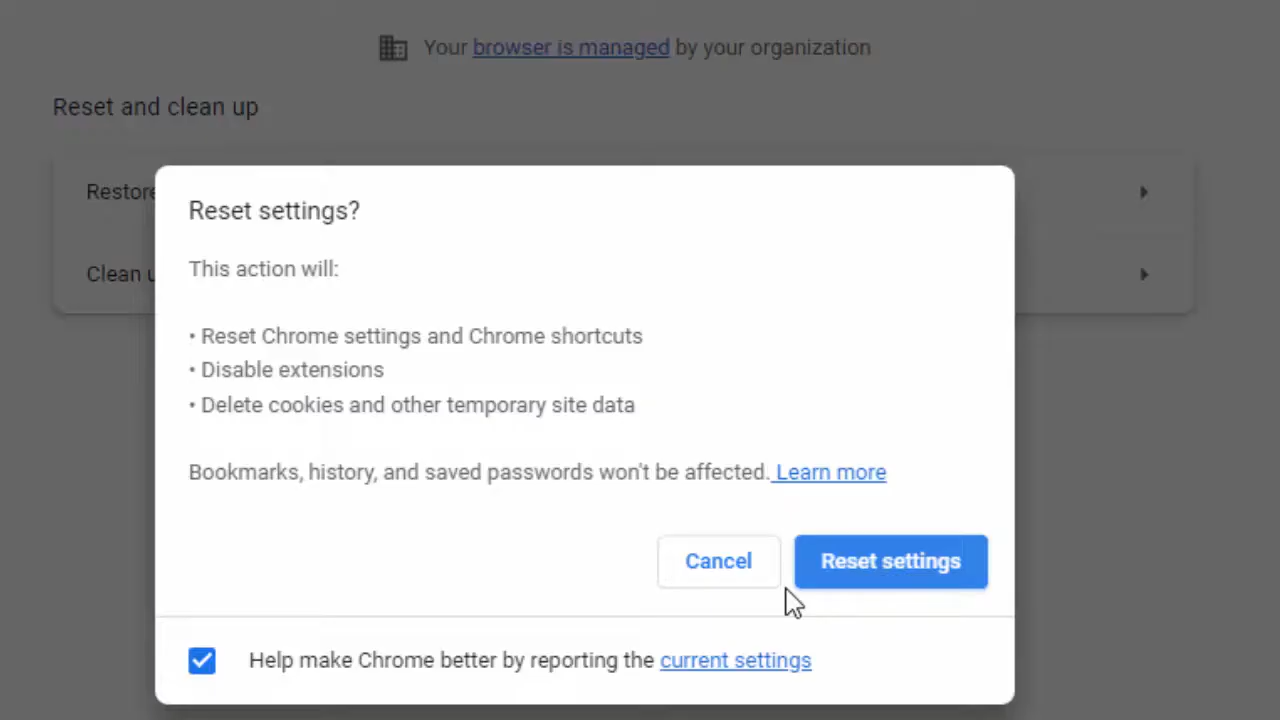 Your browser is managed by your organization
Reset and clean up
Restore
Clean u
Reset settings?
This action will:
• Reset Chrome settings and Chrome shortcuts
• Disable extensions
• Delete cookies and other temporary site data
Bookmarks, history, and saved passwords won't be affected. Learn more
Cancel Reset settings
Help make Chrome better by reporting the current settings